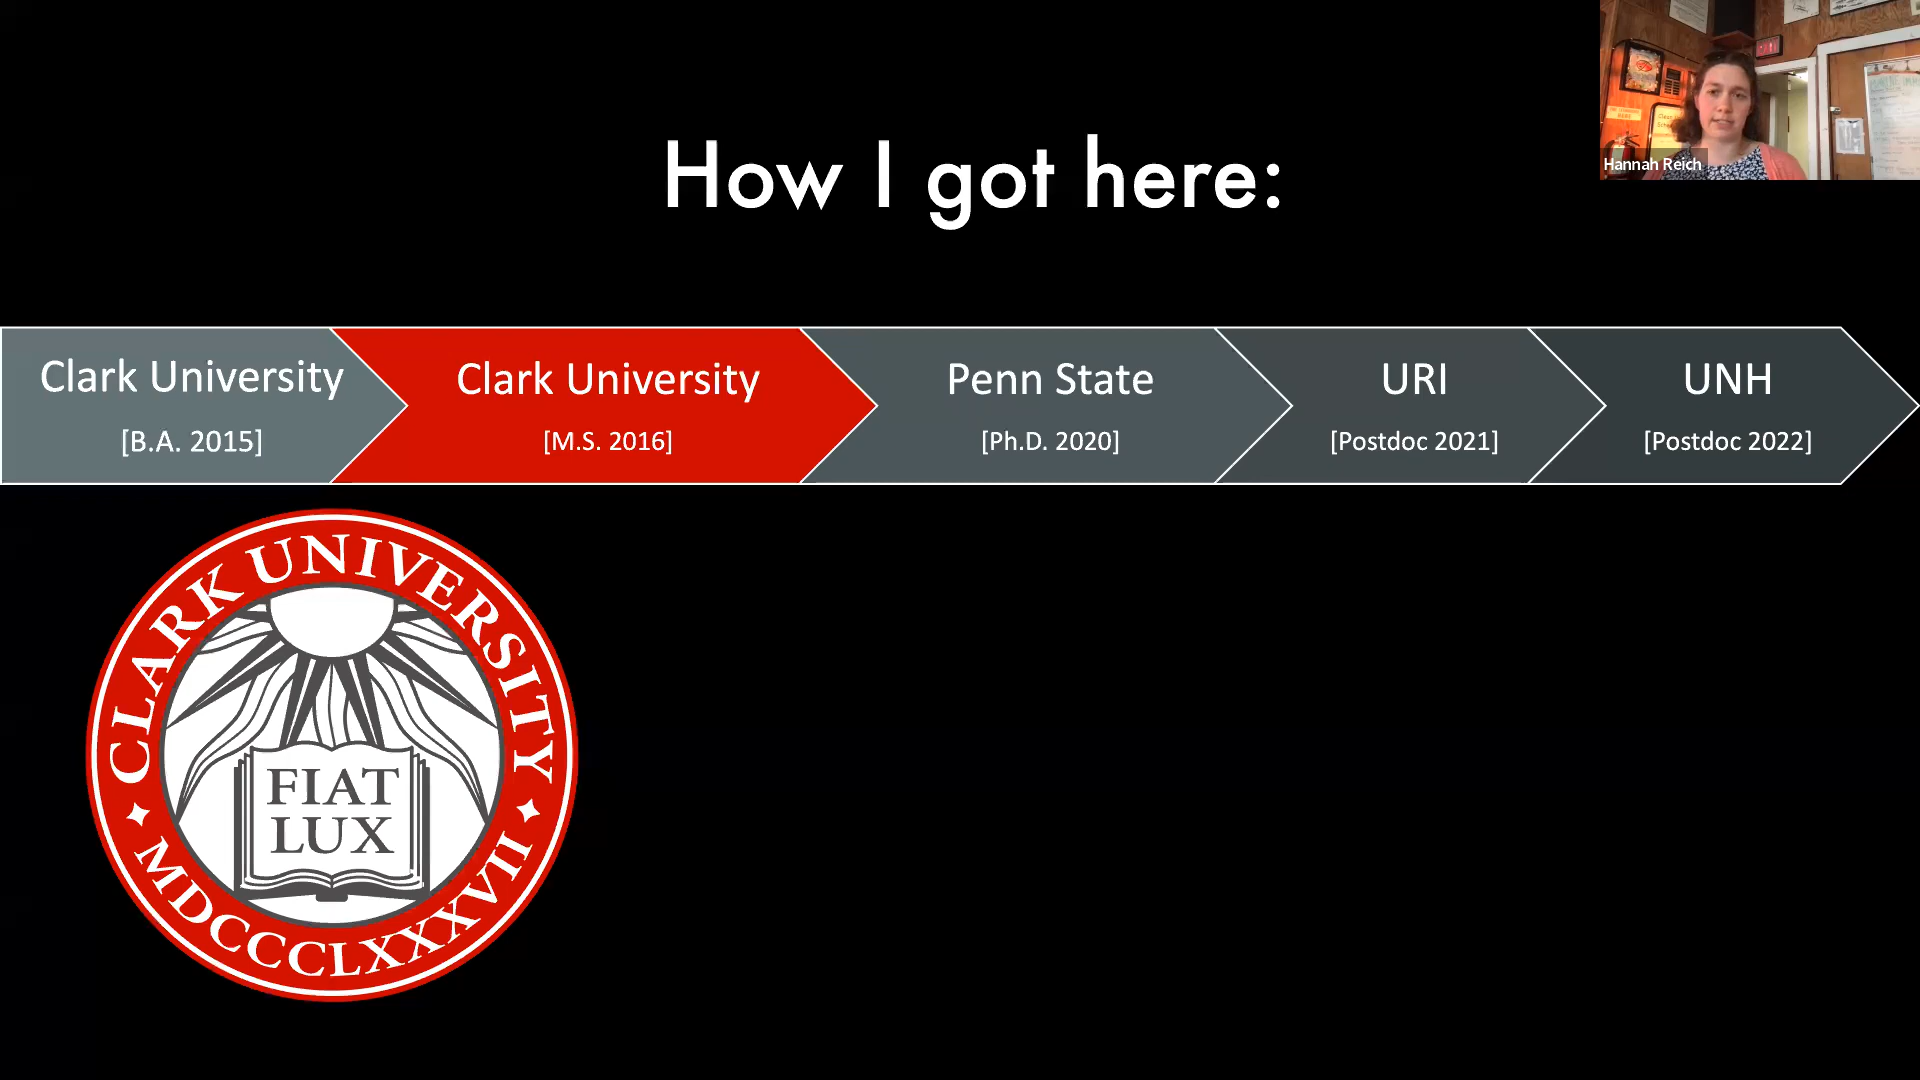 How I got here:
Hannah Reich
Clark University
[B.A. 2015]
Clark University
[M.S. 2016]
Penn State
[Ph.D. 2020]
URI
[Postdoc 2021]
UNH
[Postdoc 2022]
CLARK UNIVERSITY
FIAT
LUX
MDCCCLXXXVII